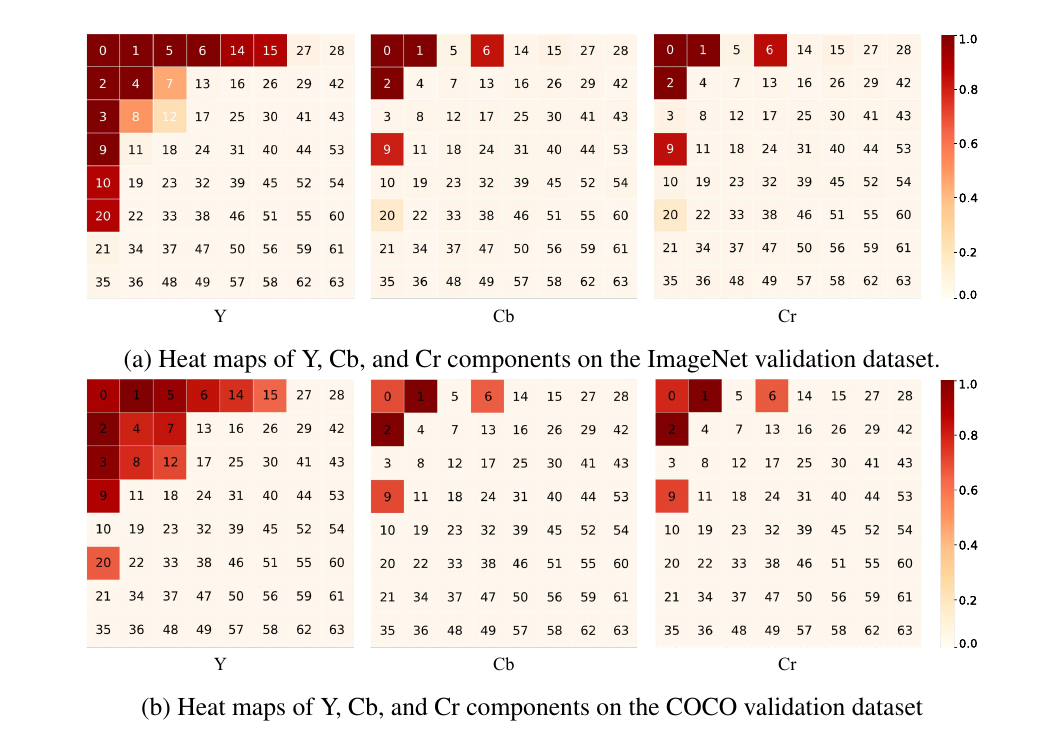 0 1 5 6 14 15 27 28 0 1 5 6 14 15 27 28 0 1 5 6 14 15 27 28 1.0
2 4 7 13 16 26 29 42 2 4 7 13 16 26 29 42 2 4 7 13 16 26 29 42 0.8
3 8 12 17 25 30 41 43 3 8 12 17 25 30 41 43 3 8 12 17 25 30 41 43 0.6
9 11 18 24 31 40 44 53 9 11 18 24 31 40 44 53 9 11 18 24 31 40 44 53
10 19 23 32 39 45 52 54 10 19 23 32 39 45 52 54 10 19 23 32 39 45 52 54 0.4
20 22 33 38 46 51 55 60 20 22 33 38 46 51 55 60 20 22 33 38 46 51 55 60
21 34 37 47 50 56 59 61 21 34 37 47 50 56 59 61 21 34 37 47 50 56 59 61 0.2
35 36 48 49 57 58 62 63 35 36 48 49 57 58 62 63 35 36 48 49 57 58 62 63 0.0
Y Cb Cr
(a) Heat maps of Y, Cb, and Cr components on the ImageNet validation dataset.
0 1 5 6 14 15 27 28 0 1 5 6 14 15 27 28 0 1 5 6 14 15 27 28 1.0
2 4 7 13 16 26 29 42 2 4 7 13 16 26 29 42 2 4 7 13 16 26 29 42 0.8
3 8 12 17 25 30 41 43 3 8 12 17 25 30 41 43 3 8 12 17 25 30 41 43
9 11 18 24 31 40 44 53 9 11 18 24 31 40 44 53 9 11 18 24 31 40 44 53 0.6
10 19 23 32 39 45 52 54 10 19 23 32 39 45 52 54 10 19 23 32 39 45 52 54 0.4
20 22 33 38 46 51 55 60 20 22 33 38 46 51 55 60 20 22 33 38 46 51 55 60
21 34 37 47 50 56 59 61 21 34 37 47 50 56 59 61 21 34 37 47 50 56 59 61 0.2
35 36 48 49 57 58 62 63 35 36 48 49 57 58 62 63 35 36 48 49 57 58 62 63 0.0
Y Cb Cr
(b) Heat maps of Y, Cb, and Cr components on the COCO validation dataset